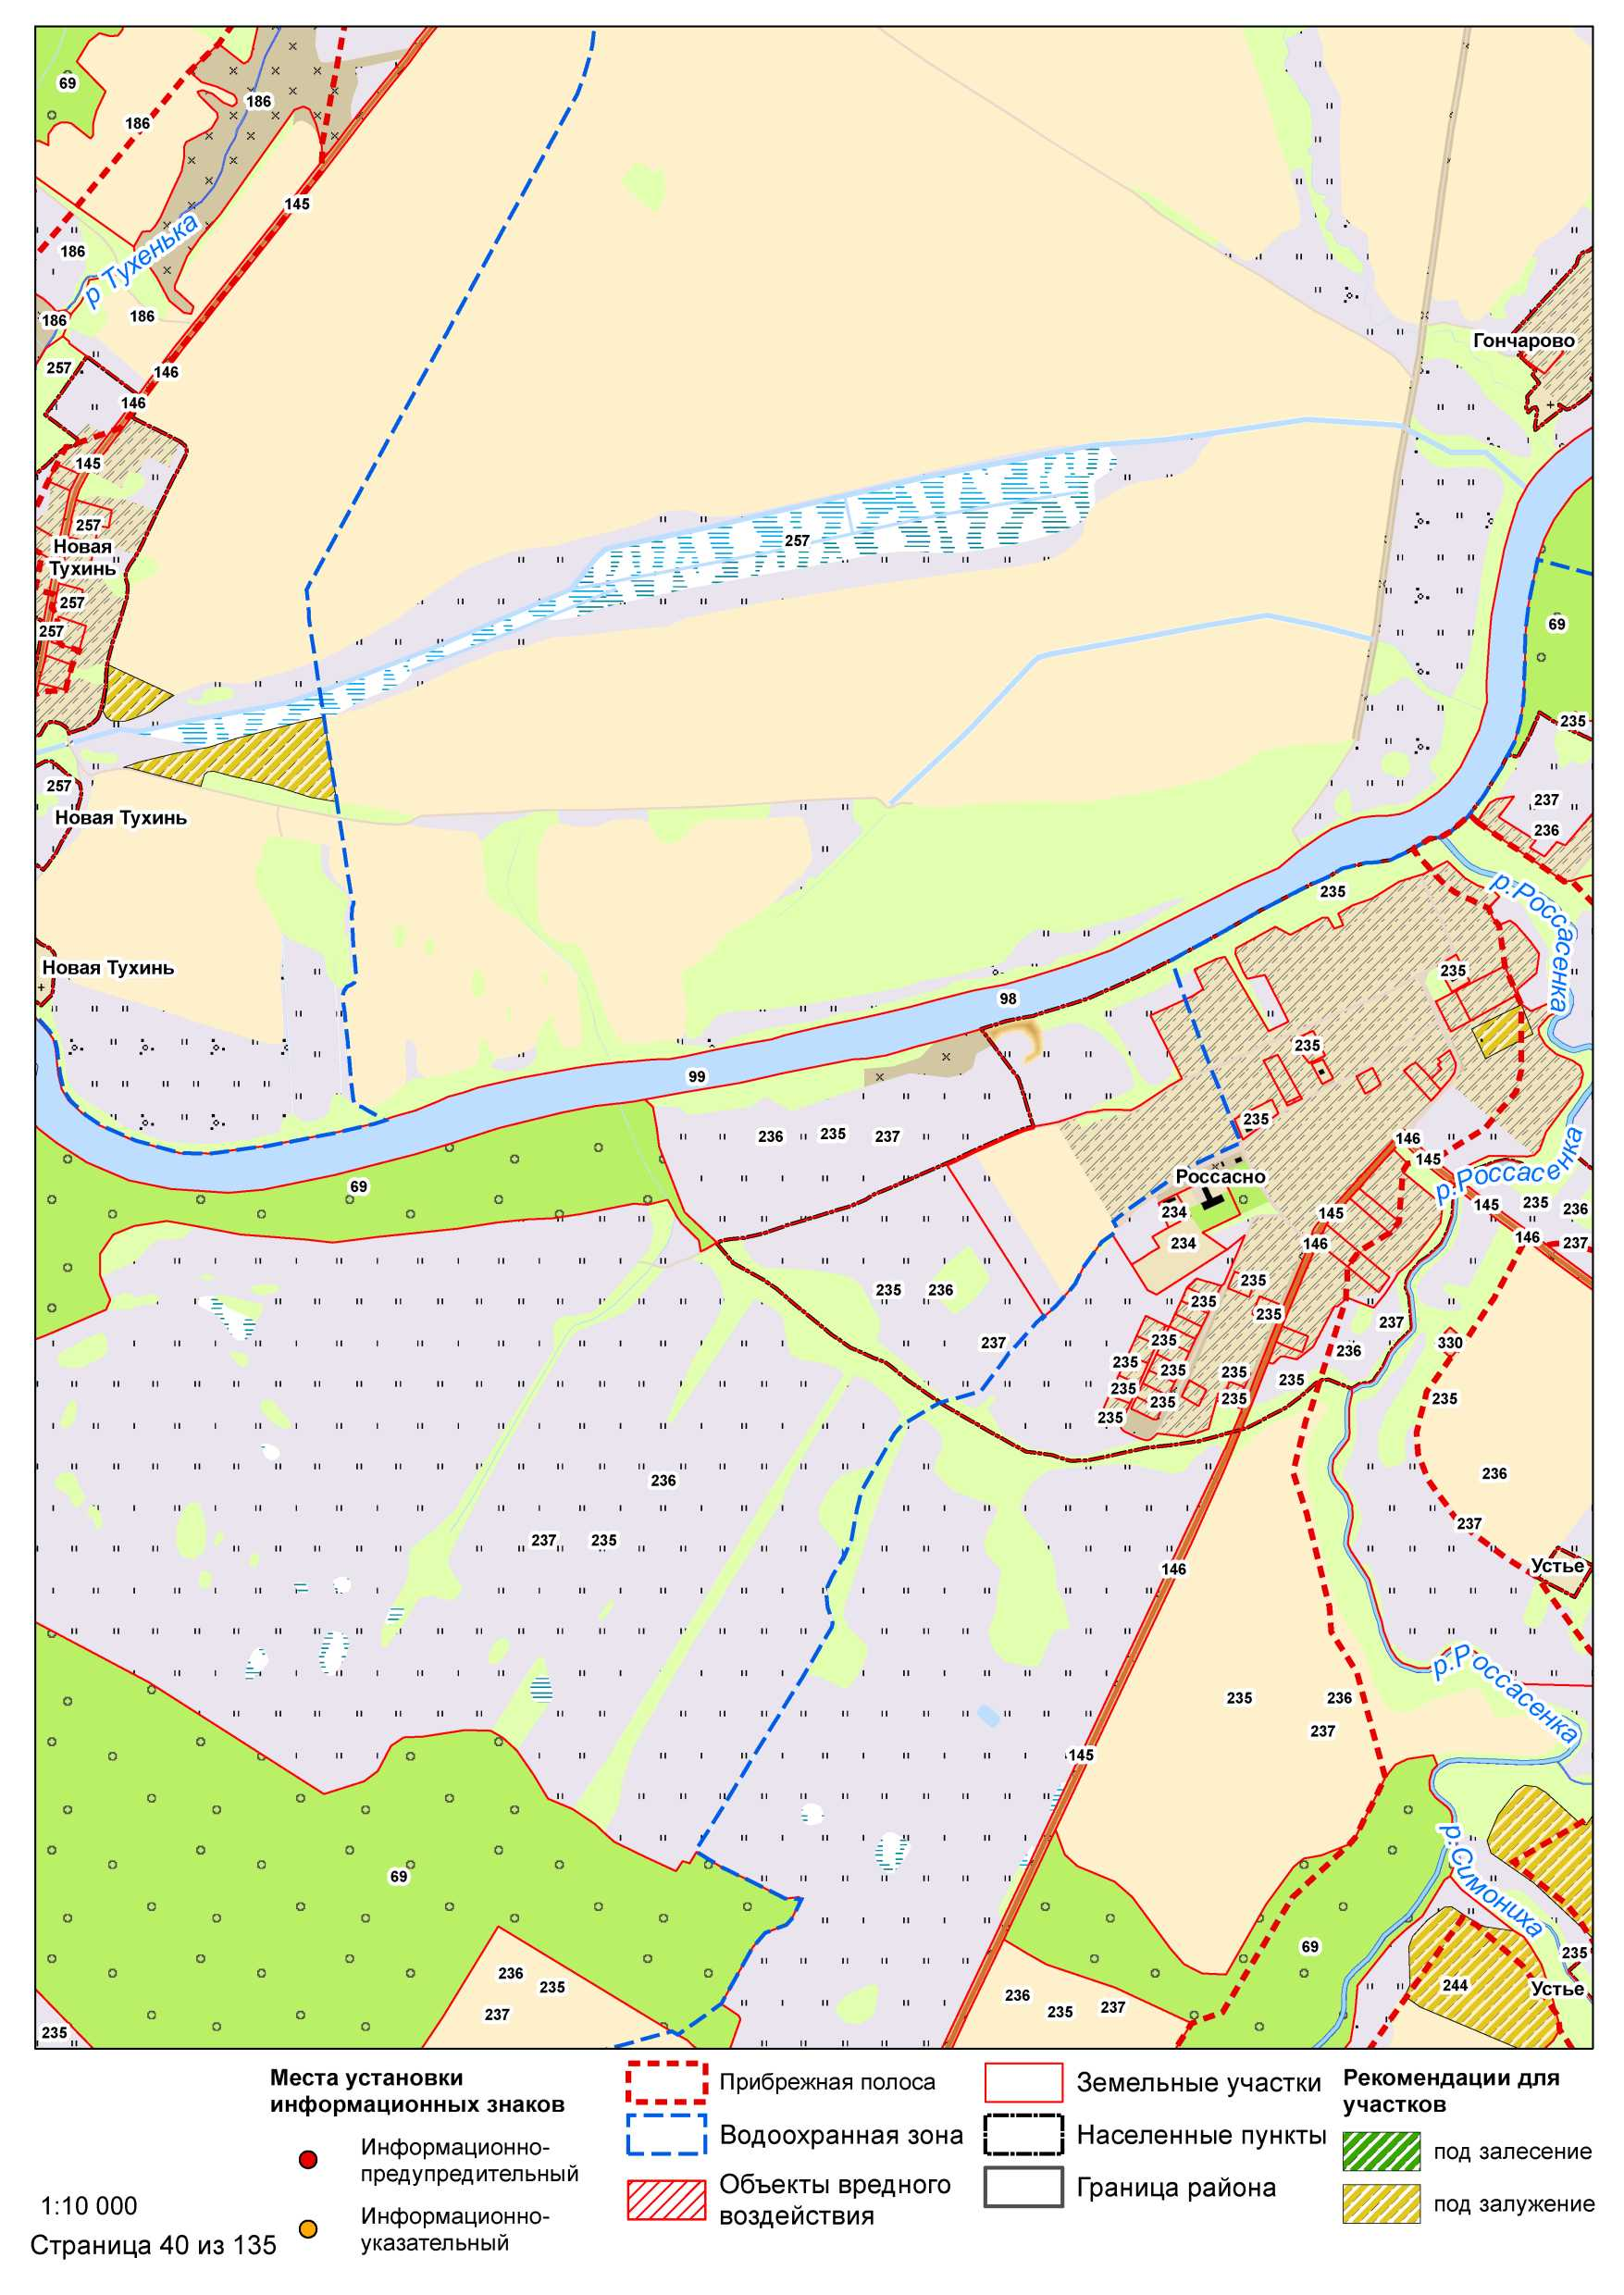 69
186
186
145
р Тухенька
186
186
186
257
146
146
Гончарово
145
257
257
Новая
Тухинь
257
257
69
235
257
237
Новая Тухинь
236
235
р.Россасенка
Новая Тухинь
235
98
235
99
235
236
235
237
146
145
р.Россасенка
Россасно
69
234
145
145
235
236
234
146
146
237
235
236
235
235
235
237
237
235
236
330
235
235
235
235
235
235
235
235
235
235
236
236
237
237
235
Устье
146
р.Россасенка
235
236
237
145
р.Симониха
69
69
235
236
235
244
Устье
237
236
235
237
235
Места установки
информационных знаков
Информационно-
предупредительный
Информационно-
указательный
Прибрежная полоса
Водоохранная зона
Объекты вредного
воздействия
Земельные участки
Населенные пункты
Граница района
Рекомендации для
участков
под залесение
под залужение
1:10 000
Страница 40 из 135